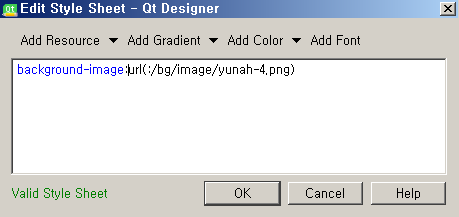 Qt Edit Style Sheet - Qt Designer
Add Resource Add Gradient Add Color Add Font
background-image:url(:/bg/image/yunah-4.png)
Valid Style Sheet OK Cancel Help